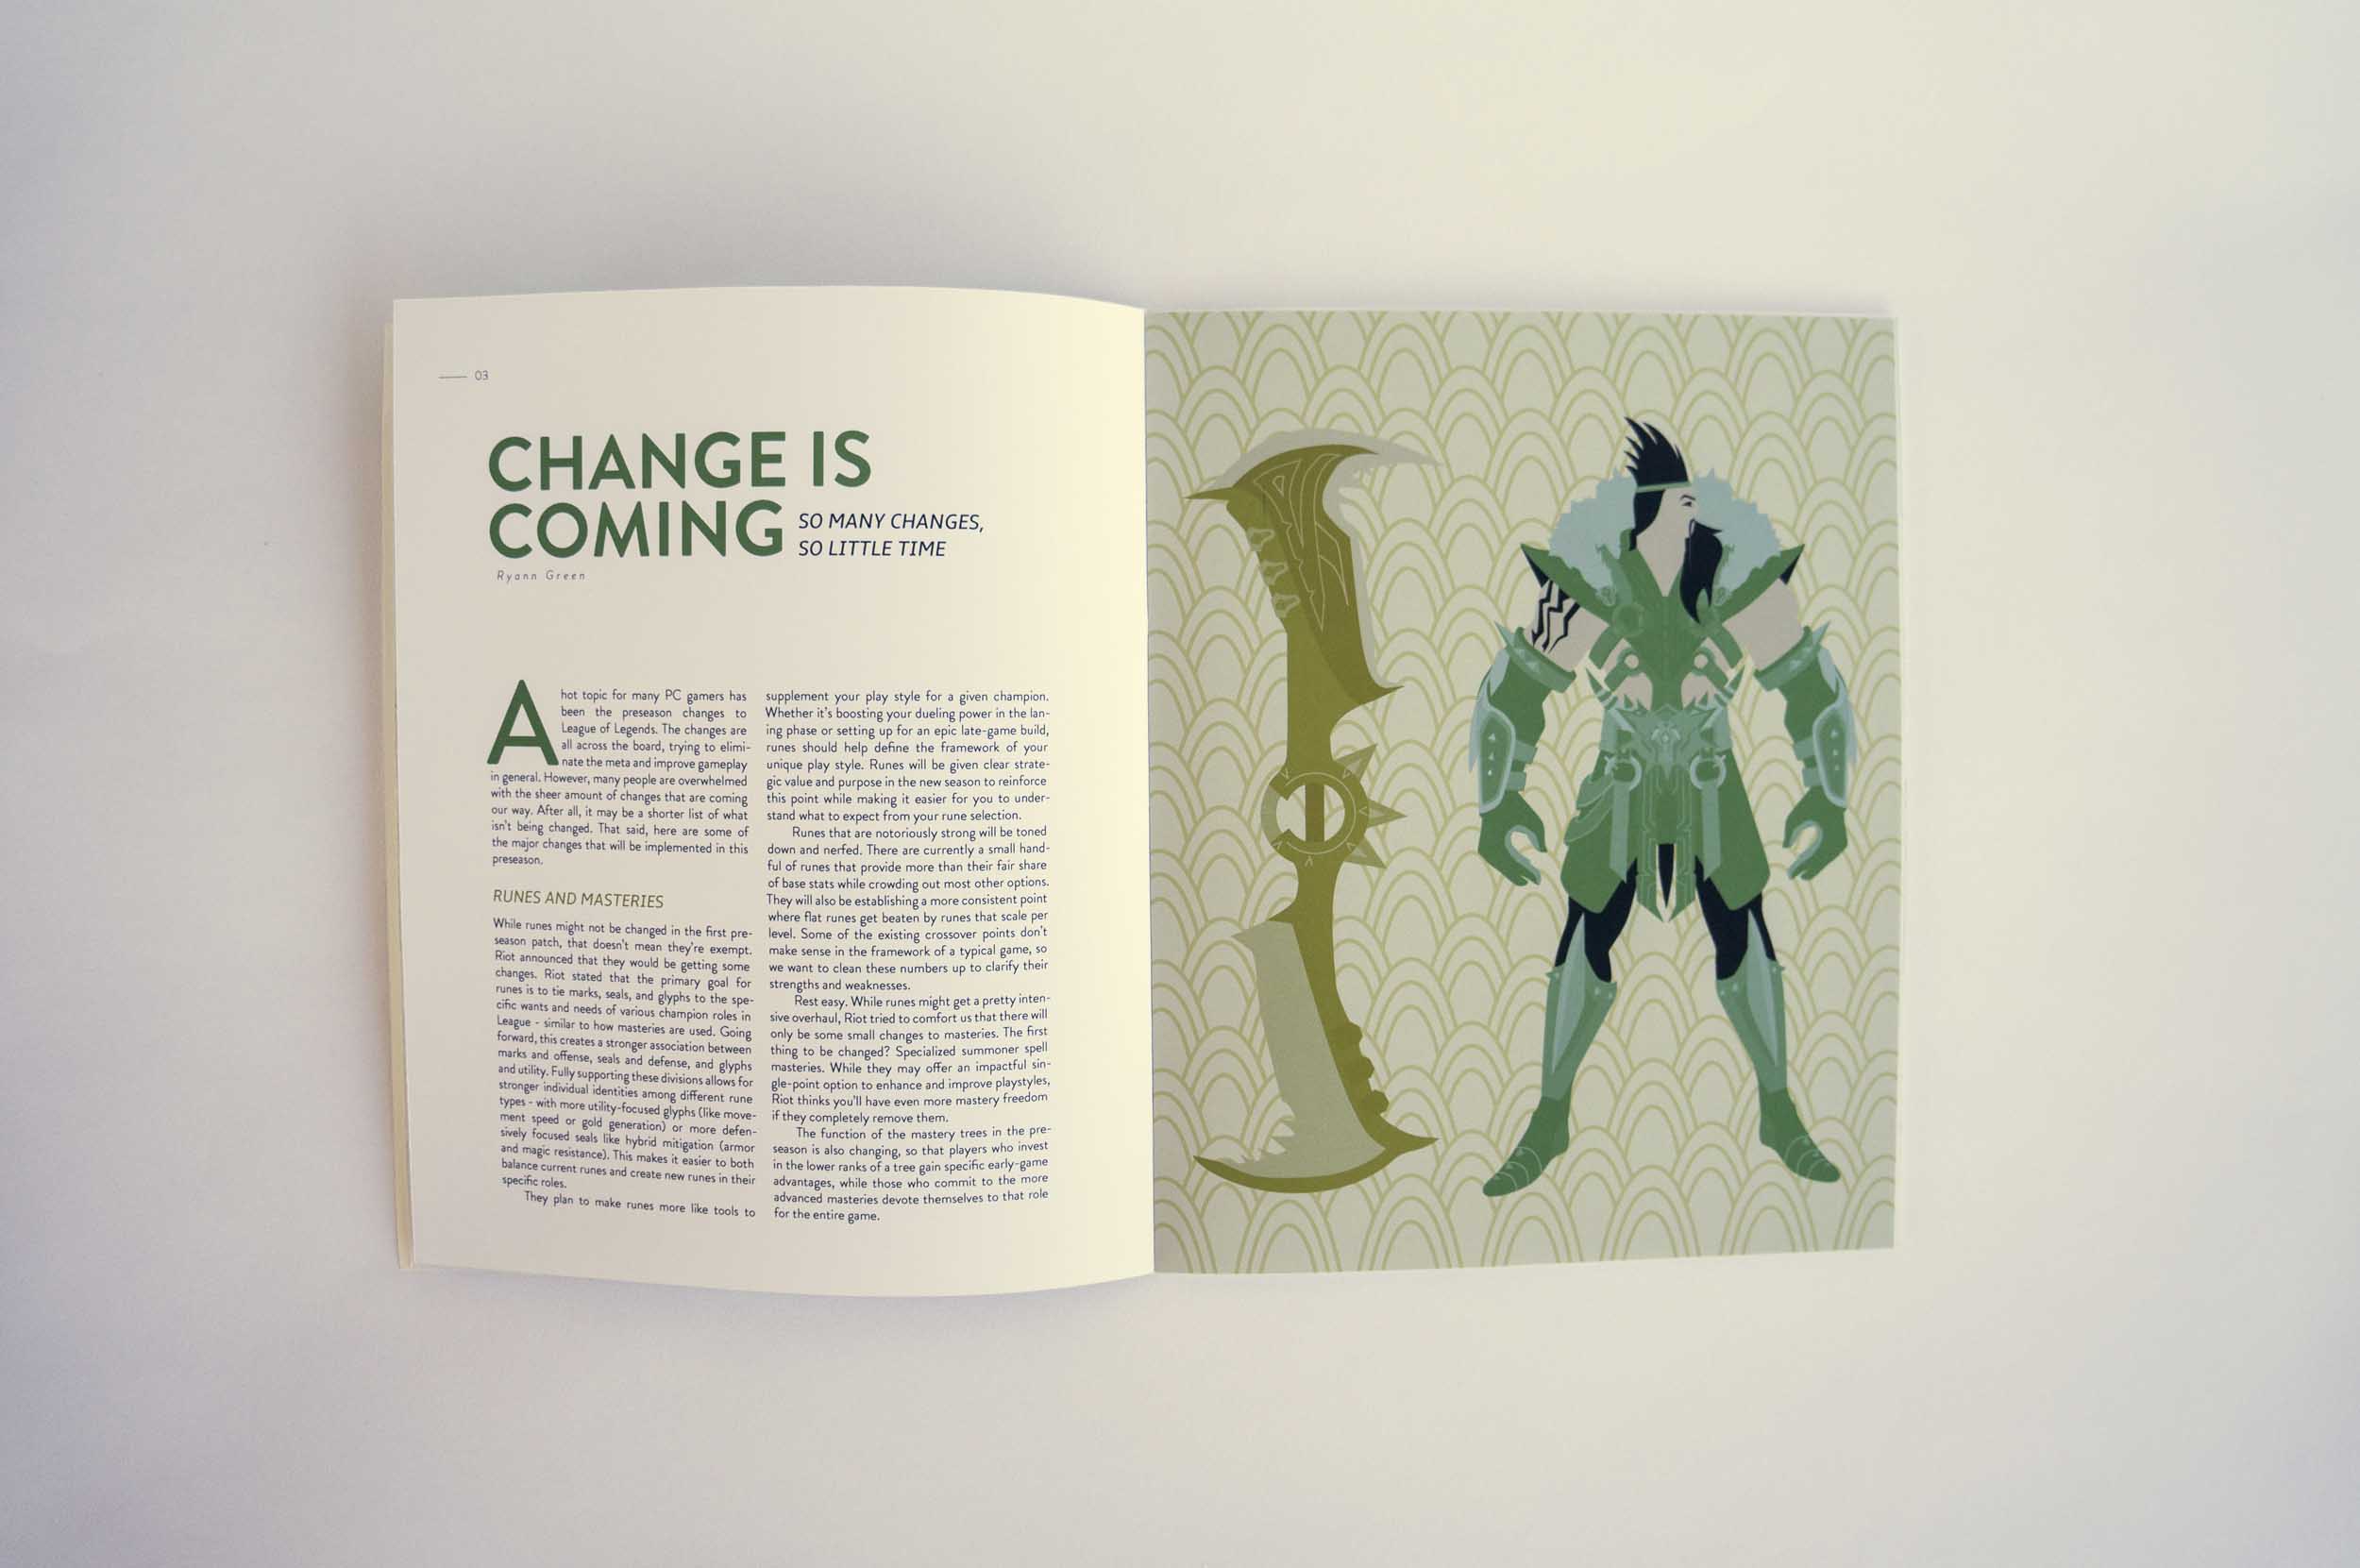 03
CHANGE IS
COMING
SO MANY CHANGES,
SO LITTLE TIME
Ryann Green
A hot topic for many PC gamers has
been the preseason changes to
League of Legends. The changes are
all across the board, trying to elimi-
nate the meta and improve gameplay
in general. However, many people are overwhelmed
with the sheer amount of changes that are coming
our way. After all, it may be a shorter list of what
isn't being changed. That said, here are some of
the major changes that will be implemented in this
preseason.
RUNES AND MASTERIES
While runes might not be changed in the first pre-
season patch, that doesn't mean they're exempt.
Riot announced that they would be getting some
changes. Riot stated that the primary goal for
runes is to tie marks, seals, and glyphs to the spe-
cific wants and needs of various champion roles in
League - similar to how masteries are used. Going
forward, this creates a stronger association between
marks and offense, seals and defense, and glyphs
and utility. Fully supporting these divisions allows for
stronger individual identities among different rune
types - with more utility-focused glyphs (like move-
ment speed or gold generation) or more defen-
sively focused seals like hybrid mitigation (armor
and magic resistance). This makes it easier to both
balance current runes and create new runes in their
specific roles.
They plan to make runes more like tools to
supplement your play style for a given champion.
Whether it's boosting your dueling power in the lan-
ing phase or setting up for an epic late-game build,
runes should help define the framework of your
unique play style. Runes will be given clear strate-
gic value and purpose in the new season to reinforce
this point while making it easier for you to under-
stand what to expect from your rune selection.
Runes that are notoriously strong will be toned
down and nerfed. There are currently a small hand-
ful of runes that provide more than their fair share
of base stats while crowding out most other options.
They will also be establishing a more consistent point
where flat runes get beaten by runes that scale per
level. Some of the existing crossover points don't
make sense in the framework of a typical game, so
we want to clean these numbers up to clarify their
strengths and weaknesses.
Rest easy. While runes might get a pretty inten-
sive overhaul, Riot tried to comfort us that there will
only be some small changes to masteries. The first
thing to be changed? Specialized summoner spell
masteries. While they may offer an impactful sin-
gle-point option to enhance and improve playstyles,
Riot thinks you'll have even more mastery freedom
if they completely remove them.
The function of the mastery trees in the pre-
season is also changing, so that players who invest
in the lower ranks of a tree gain specific early-game
advantages, while those who commit to the more
advanced masteries devote themselves to that role
for the entire game.